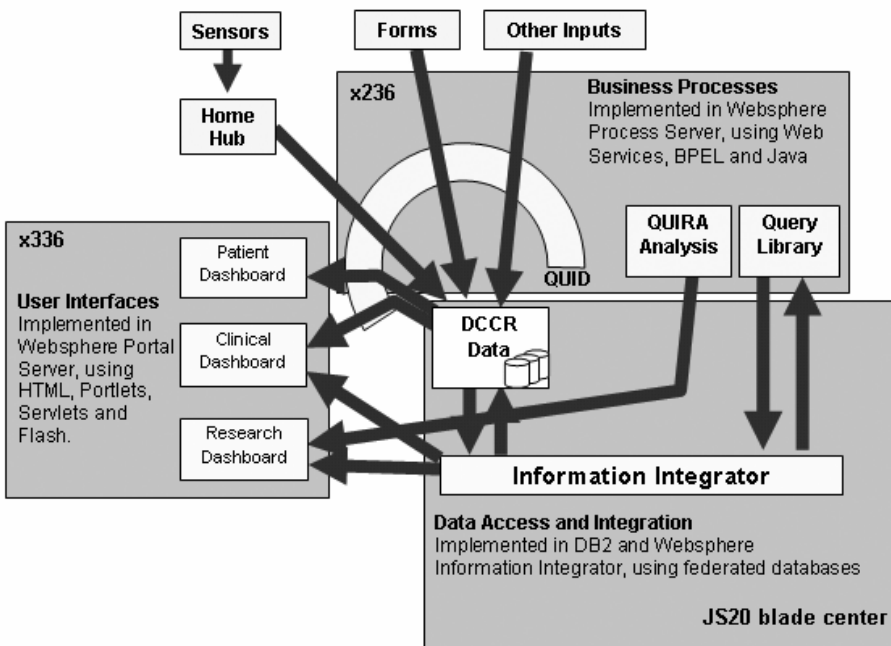 Sensors
Forms
Other Inputs
Home
Hub
x236
Business Processes
Implemented in Websphere
Process Server, using Web
Services, BPEL and Java
QUIRA
Analysis
Query
Library
QUID
x336
User Interfaces
Implemented in
Websphere Portal
Server, using
HTML, Portlets,
Servlets and
Flash.
Patient
Dashboard
Clinical
Dashboard
Research
Dashboard
DCCR
Data
Information Integrator
Data Access and Integration
Implemented in DB2 and Websphere
Information Integrator, using federated databases
JS20 blade center